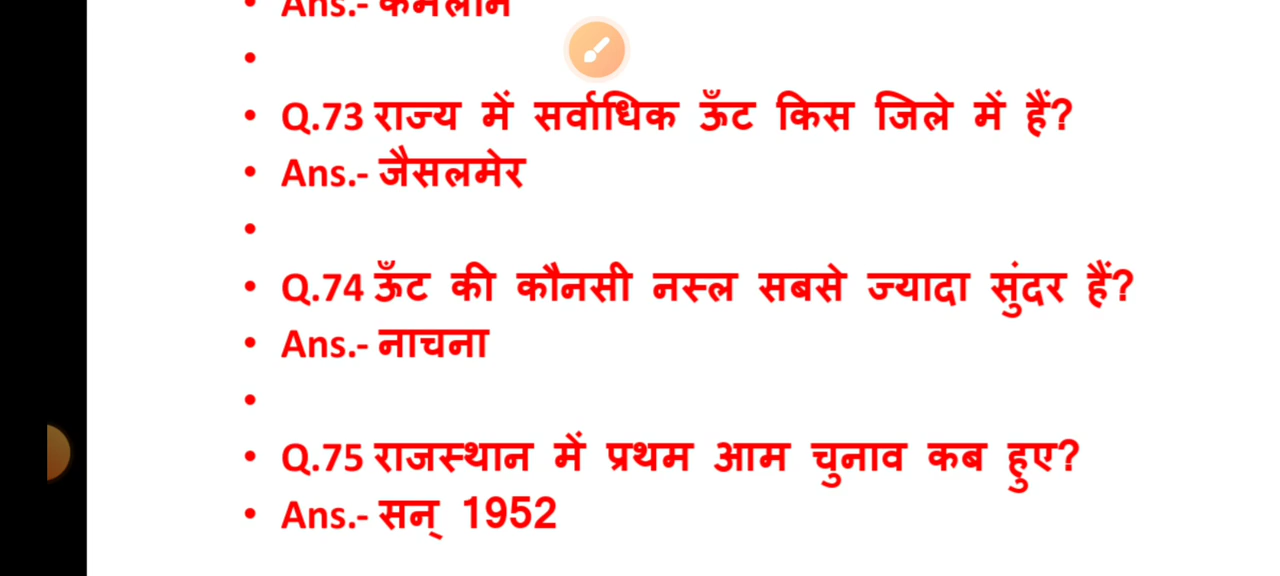 Ans.-
Q.73 राज्य में सर्वाधिक ऊँट किस जिले में हैं?
Ans.- जैसलमेर
Q.74 ऊँट की कौनसी नस्ल सबसे ज्यादा सुंदर हैं?
Ans.- नाचना
Q.75 राजस्थान में प्रथम आम चुनाव कब हुए?
Ans.- सन् 1952